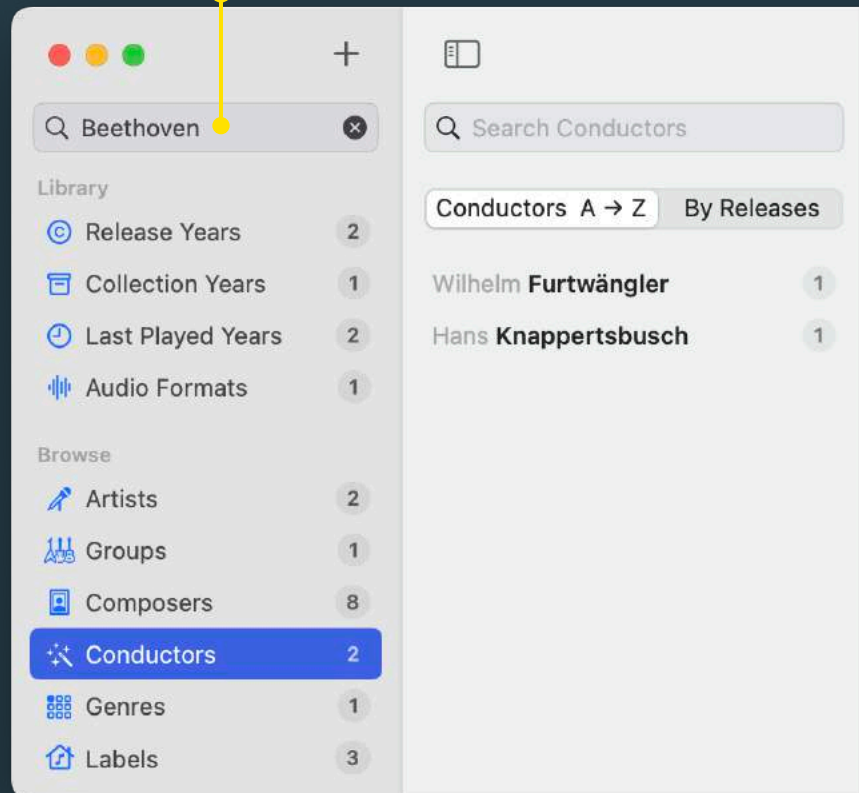 Beethoven
Library
Release Years 2
Collection Years 1
Last Played Years 2
Audio Formats 1
Browse
Artists 2
Groups 1
Composers 8
Conductors 2
Genres 1
Labels 3
Search Conductors
Conductors A → Z By Releases
Wilhelm Furtwängler 1
Hans Knappertsbusch 1